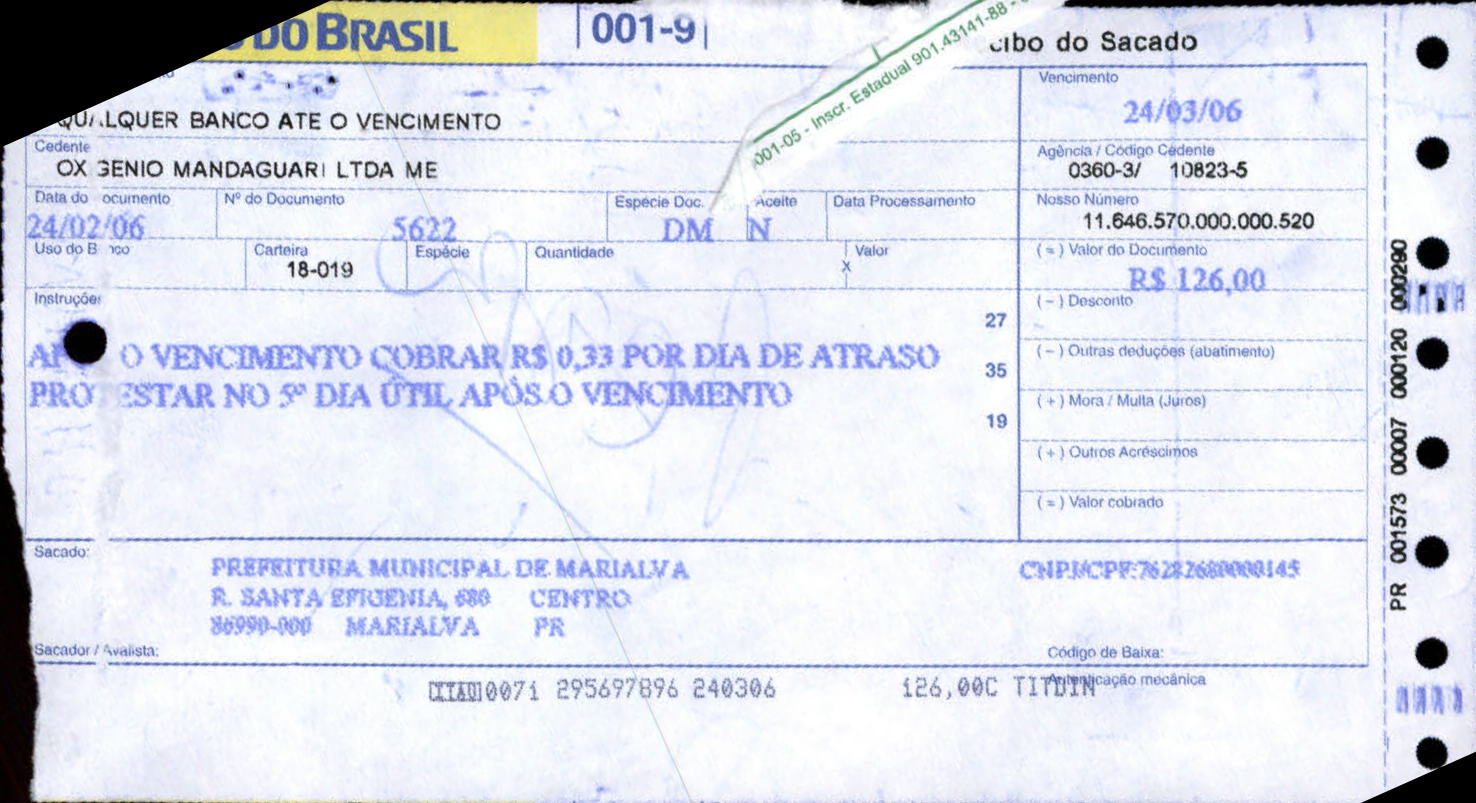 DO BRASIL
001-9
cibo do Sacado
001-05 - Inscr. Estadual 901.43141-88 -
QUALQUER BANCO ATE O VENCIMENTO
Vencimento
24/03/06
Cedente
OX GENIO MANDAGUARI LTDA ME
Agência / Código Cedente
0360-3/ 10823-5
Data do ocumento Nº do Documento Espécie Doc. Aceite Data Processamento Nosso Número
24/02/06 5622 DM N 11.646.570.000.000.520
Uso do B nco Carteira Espécie Quantidade Valor ( = ) Valor do Documento
18-019 X R$ 126,00
Instruções
( - ) Desconto
27
O VENCIMENTO COBRAR R$ 0,33 POR DIA DE ATRASO
( - ) Outras deduções (abatimento)
35
PROTESTAR NO 5º DIA ÚTIL APÓS O VENCIMENTO
( + ) Mora / Multa (Juros)
19
( + ) Outros Acréscimos
( = ) Valor cobrado
Sacado:
PREFEITURA MUNICIPAL DE MARIALVA CNPJ/CPF:76282680000145
R. SANTA EFIGENIA, 680 CENTRO
86990-000 MARIALVA PR
Sacador / Avalista:
Código de Baixa:
Autenticação mecânica
0071 295697896 240306 126,00C TITDIN
PR 001573 00007 000120 000290